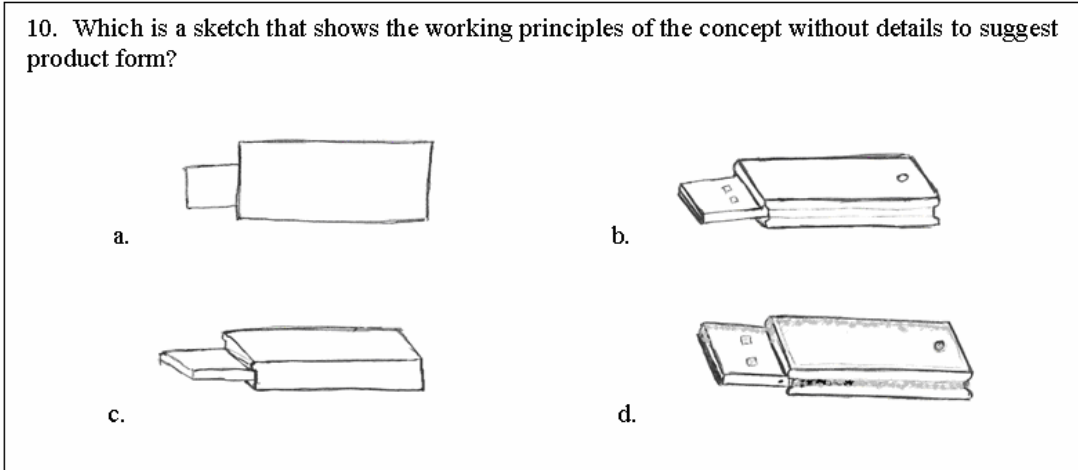 10. Which is a sketch that shows the working principles of the concept without details to suggest
product form?
a.
b.
c.
d.